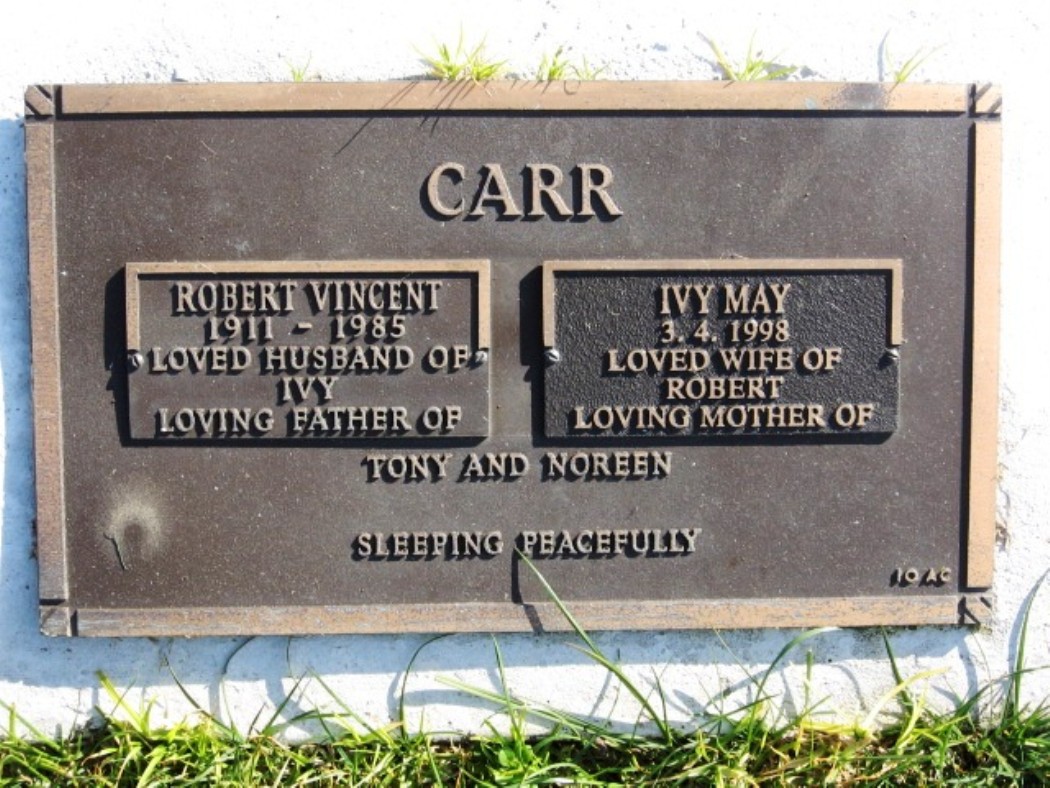 CARR
ROBERT VINCENT
1911 - 1985
LOVED HUSBAND OF
IVY
LOVING FATHER OF
IVY MAY
3. 4. 1998
LOVED WIFE OF
ROBERT
LOVING MOTHER OF
TONY AND NOREEN
SLEEPING PEACEFULLY
10 AC